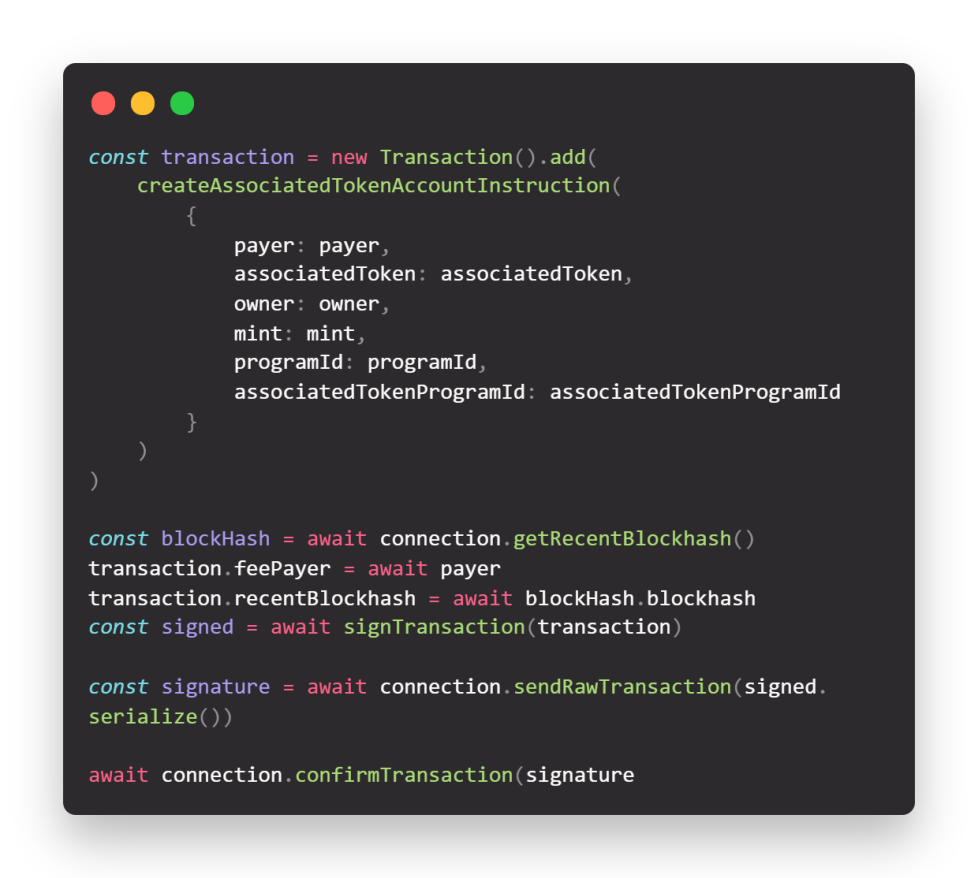 const transaction = new Transaction().add(
    createAssociatedTokenAccountInstruction(
        {
            payer: payer,
            associatedToken: associatedToken,
            owner: owner,
            mint: mint,
            programId: programId,
            associatedTokenProgramId: associatedTokenProgramId
        }
    )
)

const blockHash = await connection.getRecentBlockhash()
transaction.feePayer = await payer
transaction.recentBlockhash = await blockHash.blockhash
const signed = await signTransaction(transaction)

const signature = await connection.sendRawTransaction(signed.
serialize())

await connection.confirmTransaction(signature